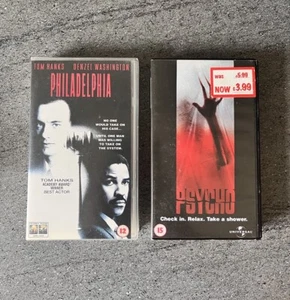 TOM HANKS DENZEL WASHINGTON
PHILADELPHIA
NO ONE
WOULD TAKE ON
HIS CASE...
UNTIL ONE MAN
WAS WILLING
TO TAKE ON
THE SYSTEM.
TOM HANKS
ACADEMY AWARD
WINNER
BEST ACTOR
12
WAS 5.99
NOW £3.99
PSYCHO
Check in. Relax. Take a shower.
15
UNIVERSAL